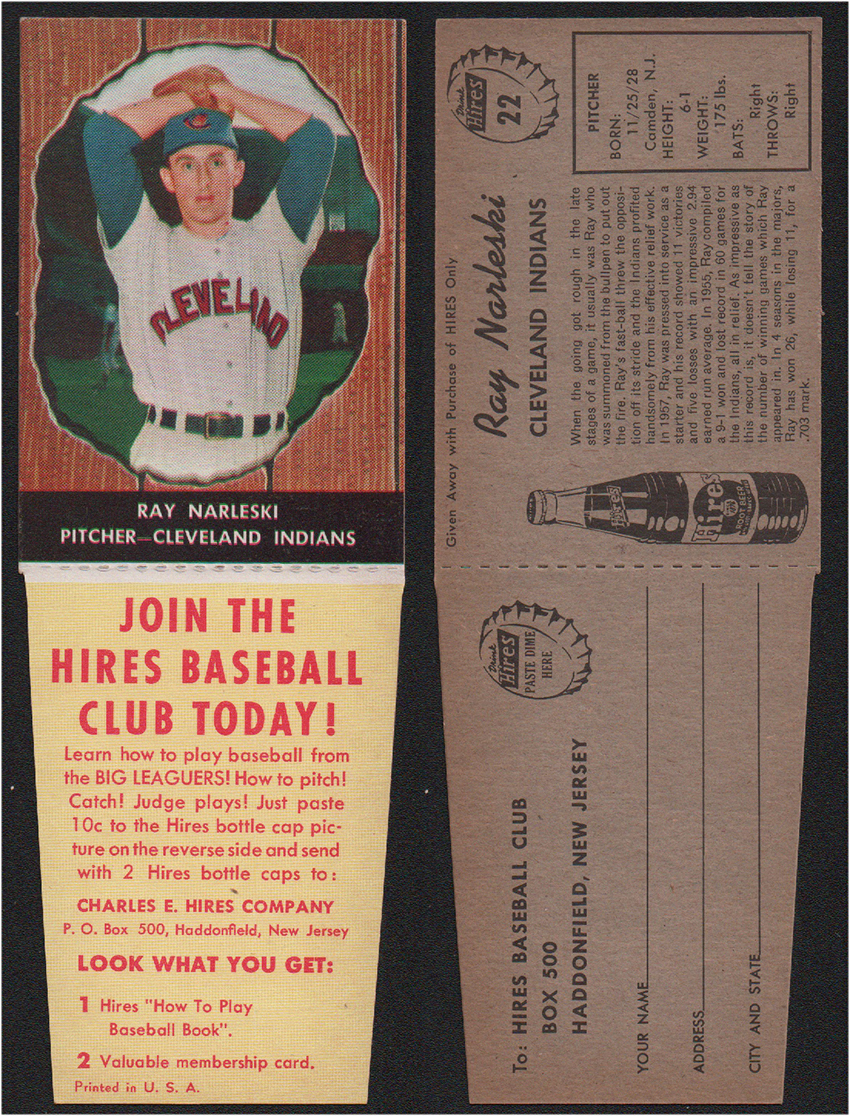 CLEVELAND
RAY NARLESKI
PITCHER—CLEVELAND INDIANS
JOIN THE
HIRES BASEBALL
CLUB TODAY!
Learn how to play baseball from
the BIG LEAGUERS! How to pitch!
Catch! Judge plays! Just paste
10c to the Hires bottle cap pic-
ture on the reverse side and send
with 2 Hires bottle caps to:
CHARLES E. HIRES COMPANY
P. O. Box 500, Haddonfield, New Jersey
LOOK WHAT YOU GET:
1 Hires "How To Play
Baseball Book".
2 Valuable membership card.
Printed in U. S. A.
Drink
Hires
22
PITCHER
BORN:
11/25/28
Camden, N.J.
HEIGHT:
6-1
WEIGHT:
175 lbs.
BATS:
Right
THROWS:
Right
Given Away with Purchase of HIRES Only
Ray Narleski
CLEVELAND INDIANS
When the going got rough in the late
stages of a game, it usually was Ray who
was summoned from the bullpen to put out
the fire. Ray's fast-ball threw the opposi-
tion off its stride and the Indians profited
handsomely from his effective relief work.
In 1957, Ray was pressed into service as a
starter and his record showed 11 victories
and five losses with an impressive 2.94
earned run average. In 1955, Ray compiled
a 9-1 won and lost record in 60 games for
the Indians, all in relief. As impressive as
this record is, it doesn't tell the story of
the number of winning games which Ray
appeared in. In 4 seasons in the majors,
Ray has won 26, while losing 11, for a
.703 mark.
Hires
Hires
ROOT BEER
Drink
Hires
PASTE DIME
HERE
To: HIRES BASEBALL CLUB
BOX 500
HADDONFIELD, NEW JERSEY
YOUR NAME
ADDRESS
CITY AND STATE